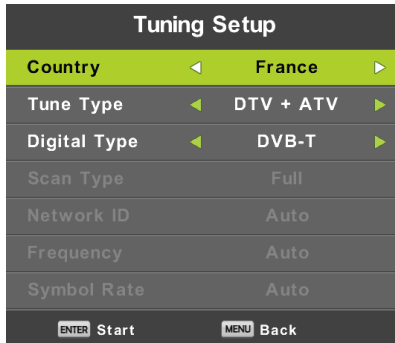 Tuning Setup
Country France
Tune Type DTV + ATV
Digital Type DVB-T
Scan Type Full
Network ID Auto
Frequency Auto
Symbol Rate Auto
ENTER Start MENU Back